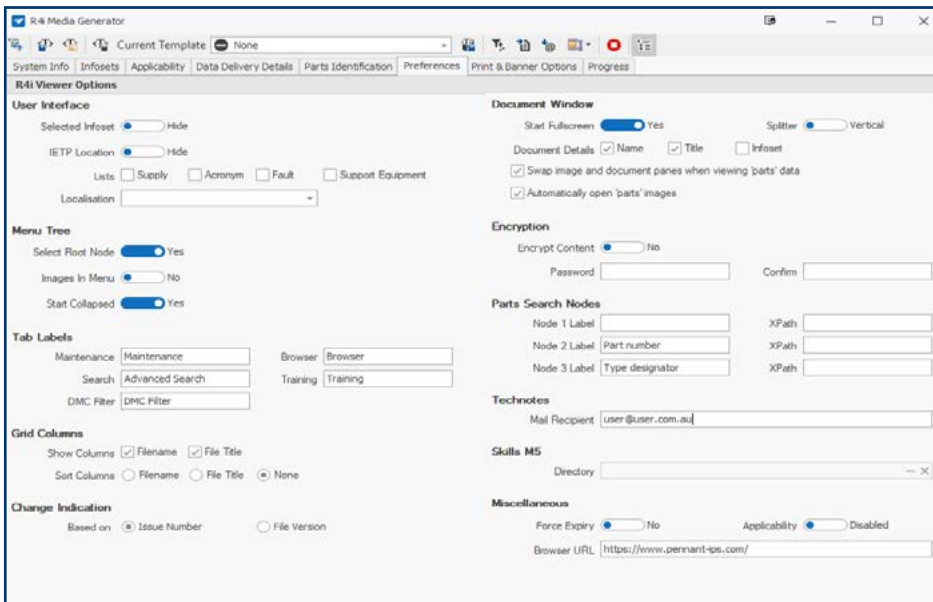 R4i Media Generator
Current Template None
System Info Infosets Applicability Data Delivery Details Parts Identification Preferences Print & Banner Options Progress
R4i Viewer Options
User Interface
Selected Infoset Hide
IETP Location Hide
Lists Supply Acronym Fault Support Equipment
Localisation
Menu Tree
Select Root Node Yes
Images In Menu No
Start Collapsed Yes
Tab Labels
Maintenance Maintenance Browser Browser
Search Advanced Search Training Training
DMC Filter DMC Filter
Grid Columns
Show Columns Filename File Title
Sort Columns Filename File Title None
Change Indication
Based on Issue Number File Version
Document Window
Start Fullscreen Yes Splitter Vertical
Document Details Name Title Infoset
Swap image and document panes when viewing 'parts' data
Automatically open 'parts' images
Encryption
Encrypt Content No
Password Confirm
Parts Search Nodes
Node 1 Label XPath
Node 2 Label Part number XPath
Node 3 Label Type designator XPath
Technotes
Mail Recipient user@user.com.au
Skills M5
Directory
Miscellaneous
Force Expiry No Applicability Disabled
Browser URL https://www.pennant-ips.com/